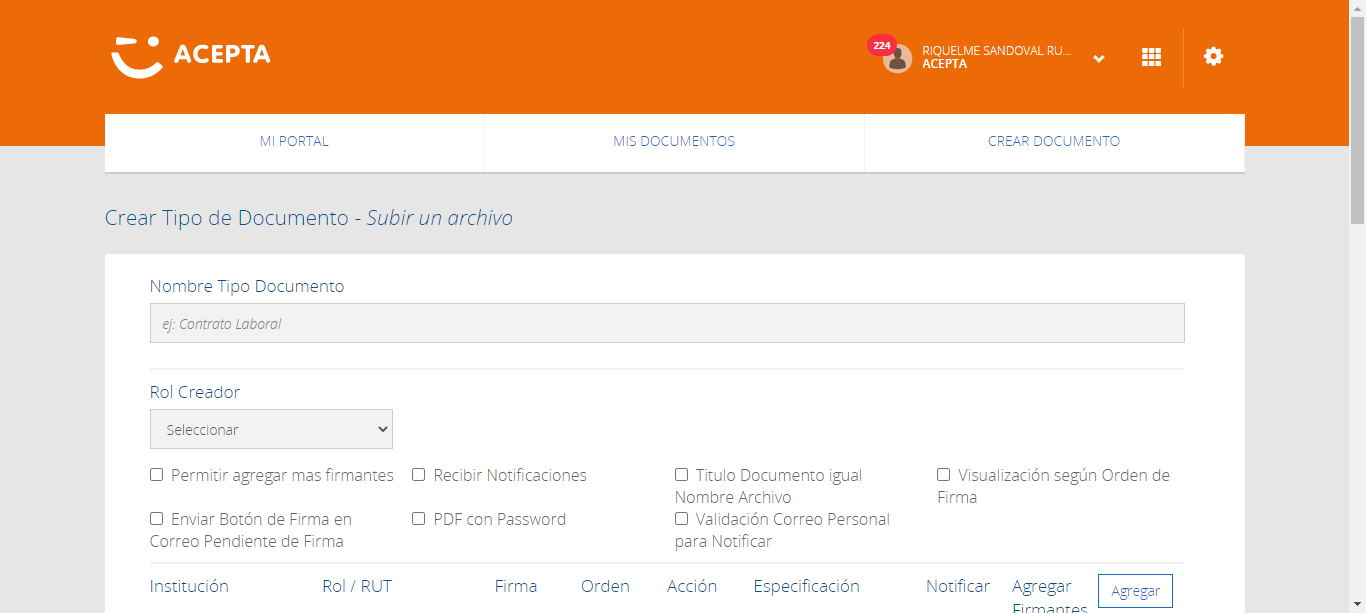 ACEPTA
224
RIQUELME SANDOVAL RU...
ACEPTA
MI PORTAL
MIS DOCUMENTOS
CREAR DOCUMENTO
Crear Tipo de Documento - Subir un archivo
Nombre Tipo Documento
ej: Contrato Laboral
Rol Creador
Seleccionar
Permitir agregar mas firmantes
Recibir Notificaciones
Titulo Documento igual
Nombre Archivo
Visualización según Orden de
Firma
Enviar Botón de Firma en
Correo Pendiente de Firma
PDF con Password
Validación Correo Personal
para Notificar
Institución
Rol / RUT
Firma
Orden
Acción
Especificación
Notificar
Agregar
Firmantes
Agregar